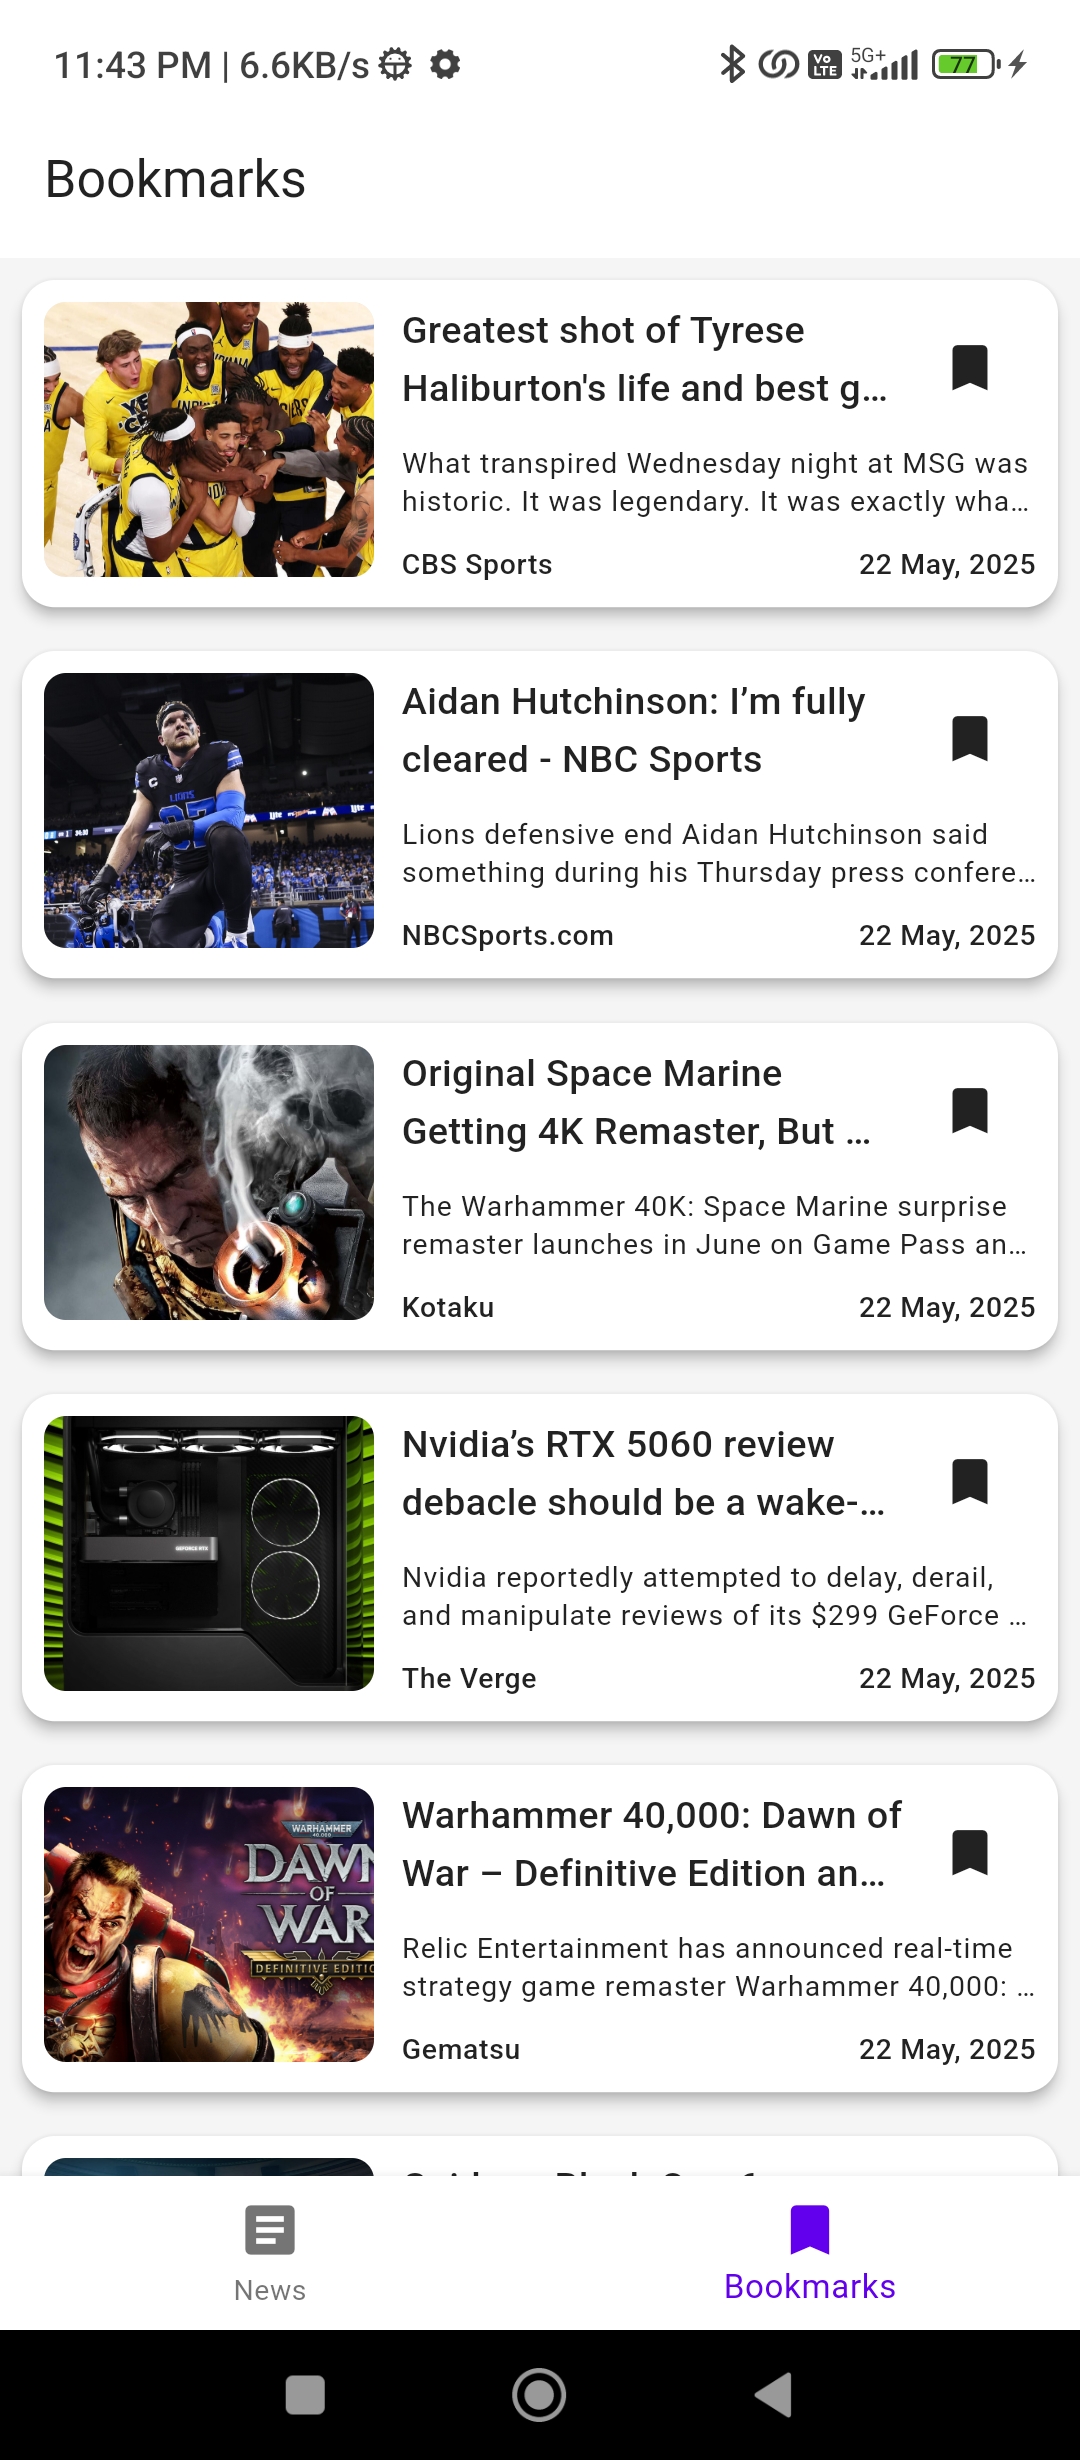 11:43 PM | 6.6KB/s
Vo LTE
5G+
77
Bookmarks
Greatest shot of Tyrese
Haliburton's life and best g…
What transpired Wednesday night at MSG was
historic. It was legendary. It was exactly wha…
CBS Sports 22 May, 2025
Aidan Hutchinson: I’m fully
cleared - NBC Sports
LIONS
97
Lions defensive end Aidan Hutchinson said
something during his Thursday press confere…
NBCSports.com 22 May, 2025
Original Space Marine
Getting 4K Remaster, But …
The Warhammer 40K: Space Marine surprise
remaster launches in June on Game Pass an…
Kotaku 22 May, 2025
Nvidia’s RTX 5060 review
debacle should be a wake-…
GEFORCE RTX
Nvidia reportedly attempted to delay, derail,
and manipulate reviews of its $299 GeForce …
The Verge 22 May, 2025
Warhammer 40,000: Dawn of
War – Definitive Edition an…
WARHAMMER
40,000
DAWN
OF
WAR
DEFINITIVE EDITIO
Relic Entertainment has announced real-time
strategy game remaster Warhammer 40,000: …
Gematsu 22 May, 2025
News
Bookmarks